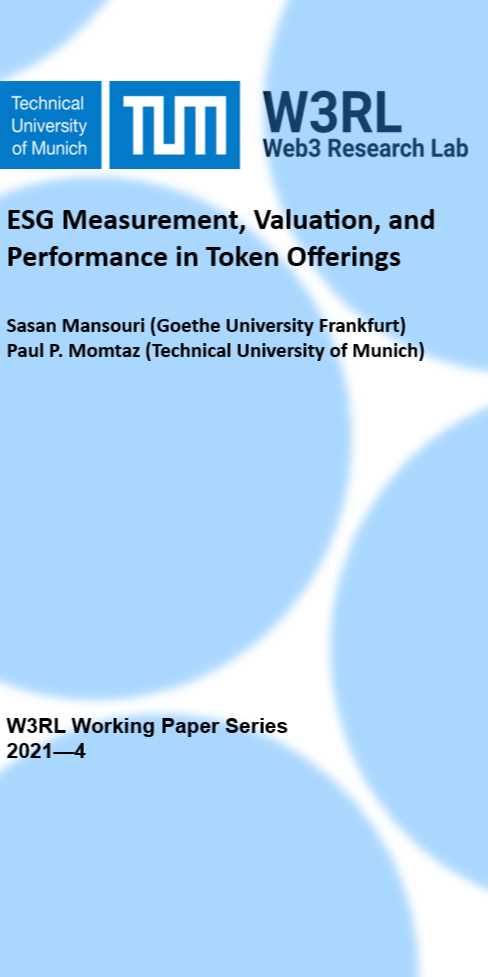 Technical
University
of Munich
TUM
W3RL
Web3 Research Lab
ESG Measurement, Valuation, and
Performance in Token Offerings
Sasan Mansouri (Goethe University Frankfurt)
Paul P. Momtaz (Technical University of Munich)
W3RL Working Paper Series
2021—4